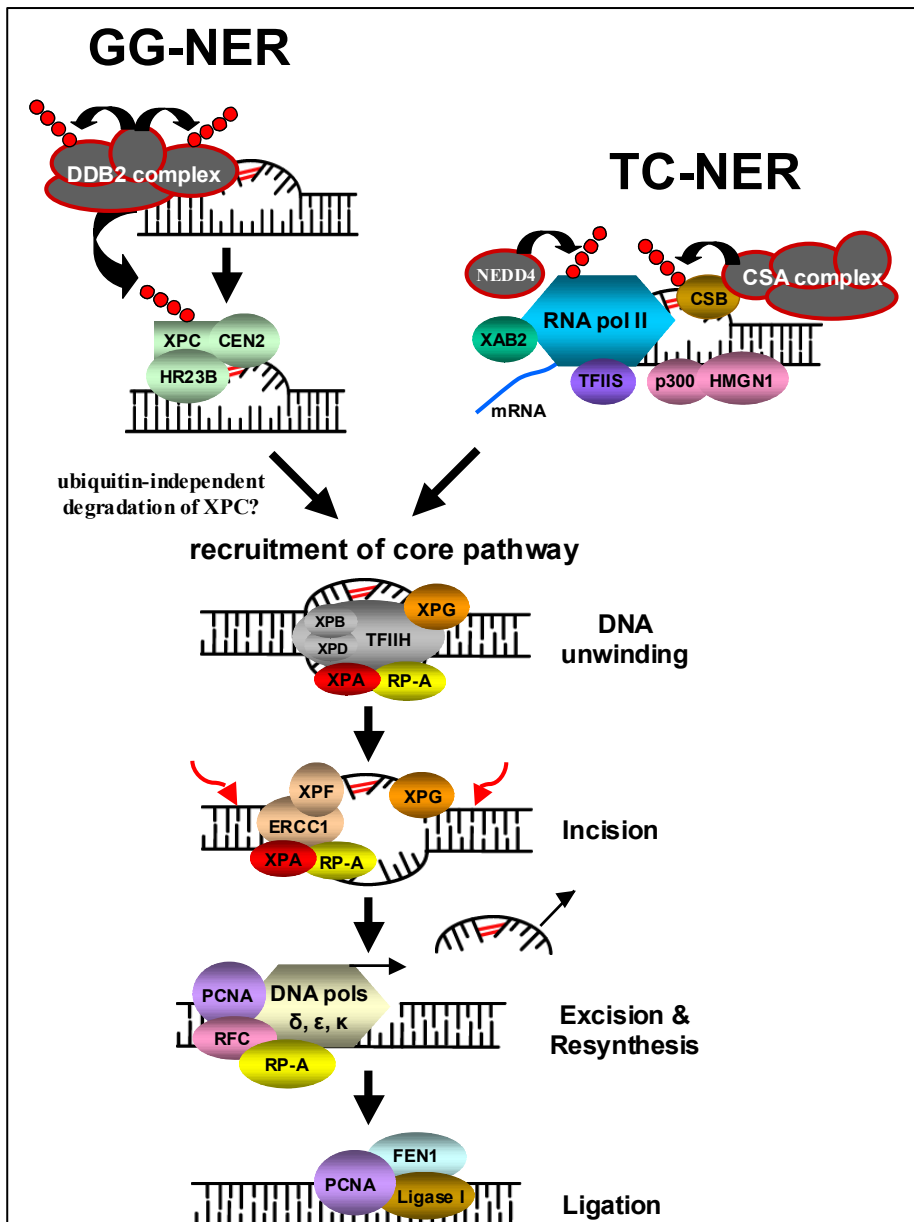 GG-NER
DDB2 complex
TC-NER
NEDD4
CSB
CSA complex
RNA pol II
XAB2
TFIIS
p300
HMGN1
mRNA
XPC
CEN2
HR23B
ubiquitin-independent
degradation of XPC?
recruitment of core pathway
XPG
XPB
TFIIH
XPD
XPA
RP-A
DNA
unwinding
XPF
XPG
ERCC1
XPA
RP-A
Incision
PCNA
DNA pols
δ, ε, κ
RFC
RP-A
Excision &
Resynthesis
FEN1
PCNA
Ligase I
Ligation